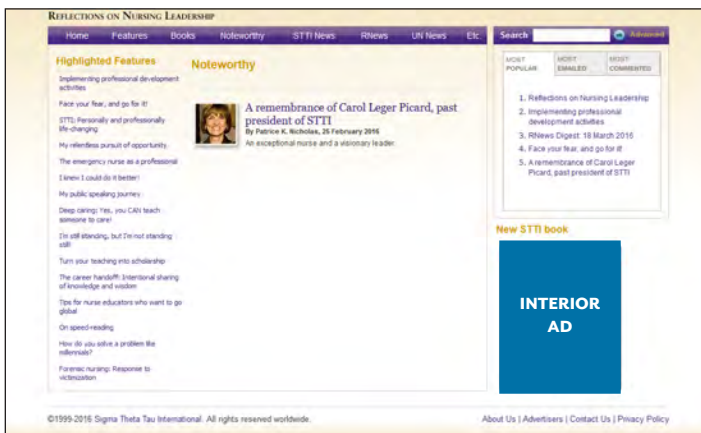 REFLECTIONS ON NURSING LEADERSHIP
Home Features Books Noteworthy STTI News RNews UN News Etc.
Search Advanced
Highlighted Features
Implementing professional development
activities
Face your fear, and go for it!
STTI: Personally and professionally
life-changing
My relentless pursuit of opportunity
The emergency nurse as a professional
I knew I could do it better!
My public speaking journey
Deep caring: Yes, you CAN teach
someone to care!
I'm still standing, but I'm not standing
still!
Turn your teaching into scholarship
The career handoff: Intentional sharing
of knowledge and wisdom
Tips for nurse educators who want to go
global
On speed-reading
How do you solve a problem like
millennials?
Forensic nursing: Response to
victimization
Noteworthy
A remembrance of Carol Leger Picard, past
president of STTI
By Patrice K. Nicholas, 26 February 2016
An exceptional nurse and a visionary leader.
MOST
POPULAR
MOST
EMAILED
MOST
COMMENTED
1. Reflections on Nursing Leadership
2. Implementing professional
development activities
3. RNews Digest: 18 March 2016
4. Face your fear, and go for it!
5. A remembrance of Carol Leger
Picard, past president of STTI
New STTI book
INTERIOR
AD
©1999-2016 Sigma Theta Tau International. All rights reserved worldwide.
About Us | Advertisers | Contact Us | Privacy Policy